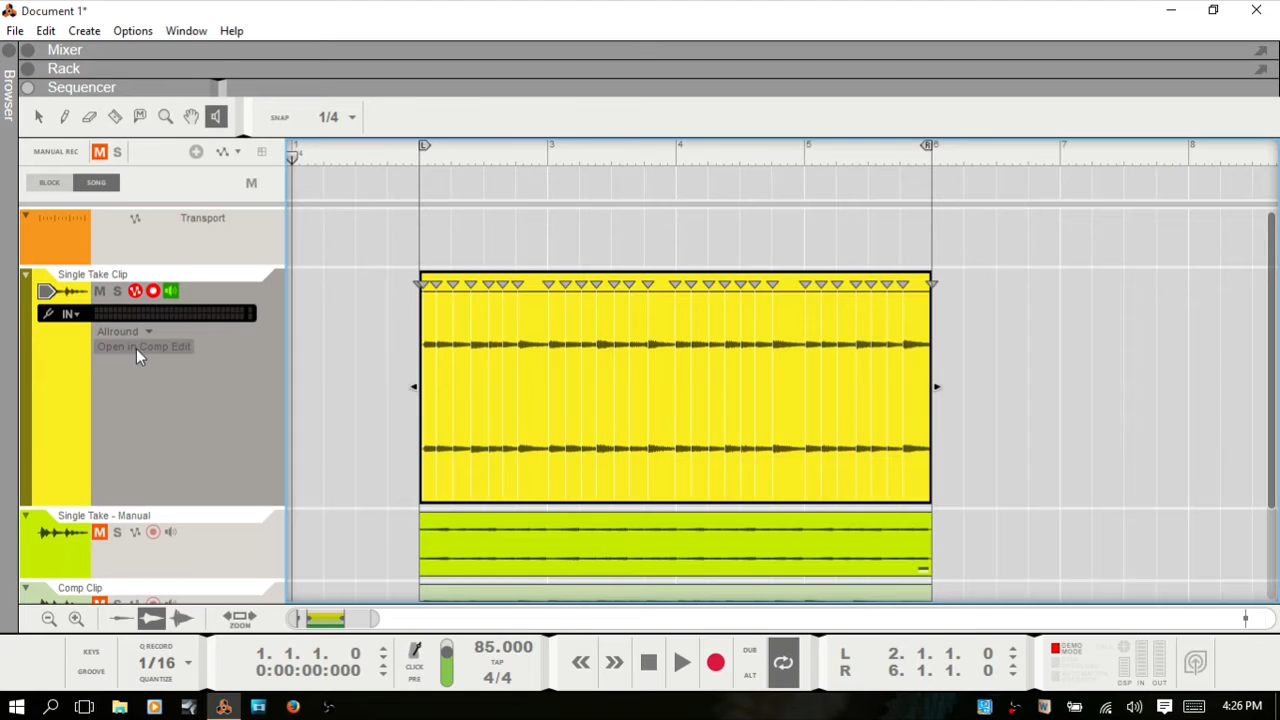 Document 1*
File Edit Create Options Window Help
Mixer
Rack
Sequencer
Browser
SNAP 1/4
MANUAL REC M S
1 L 3 4 5 R 6 7 8
4
BLOCK SONG M
Transport
Single Take Clip
M S
IN
Allround
Open in Comp Edit
Single Take - Manual
M S
Comp Clip
ZOOM
KEYS
GROOVE
Q RECORD
1/16
QUANTIZE
1. 1. 1. 0
0:00:00:000
CLICK
PRE
85.000
TAP
4/4
DUB
ALT
L 2. 1. 1. 0
R 6. 1. 1. 0
DEMO
MODE
DSP IN OUT
4:26 PM